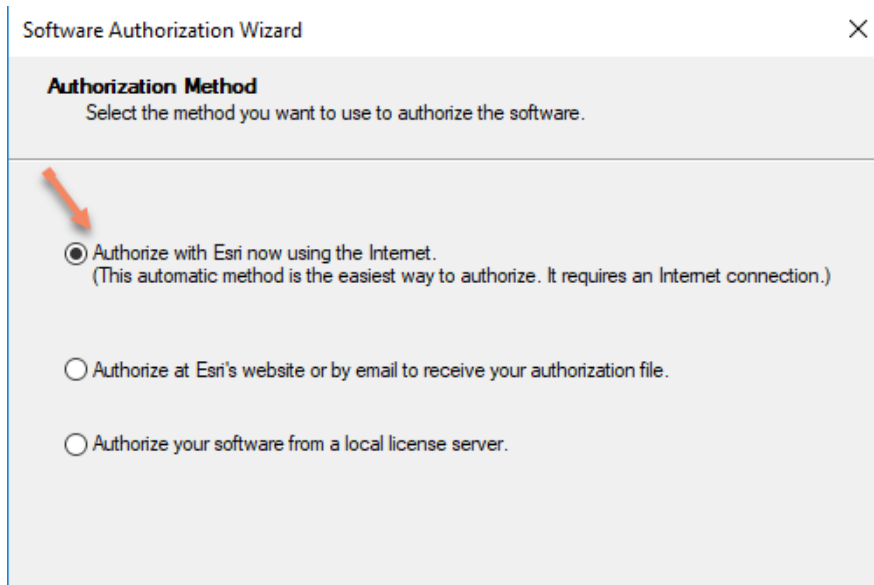 Software Authorization Wizard
Authorization Method
Select the method you want to use to authorize the software.
Authorize with Esri now using the Internet.
(This automatic method is the easiest way to authorize. It requires an Internet connection.)
Authorize at Esri's website or by email to receive your authorization file.
Authorize your software from a local license server.